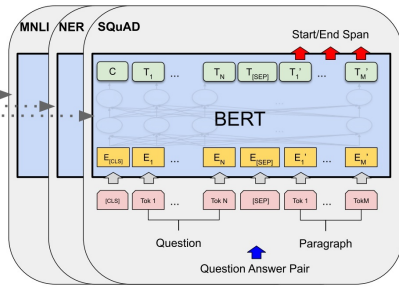 MNLI NER SQuAD
Start/End Span
C T1 ... TN T[SEP] T1' ... TM'
BERT
E[CLS] E1 ... EN E[SEP] E1' ... EM'
[CLS] Tok 1 ... Tok N [SEP] Tok 1 ... TokM
Question Paragraph
Question Answer Pair